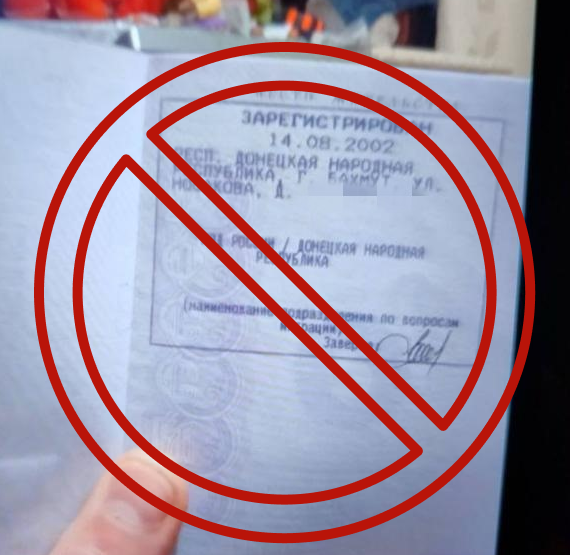 ЗАРЕГИСТРИРОВАН
14.08.2002
РЕСП. ДОНЕЦКАЯ НАРОДНАЯ
РЕСПУБЛИКА, Г. БАХМУТ, УЛ.
Д.
РОССИИ / ДОНЕЦКАЯ НАРОДНАЯ
РЕСПУБЛИКА
(наименование подразделения по вопросам
миграции)
Заверил